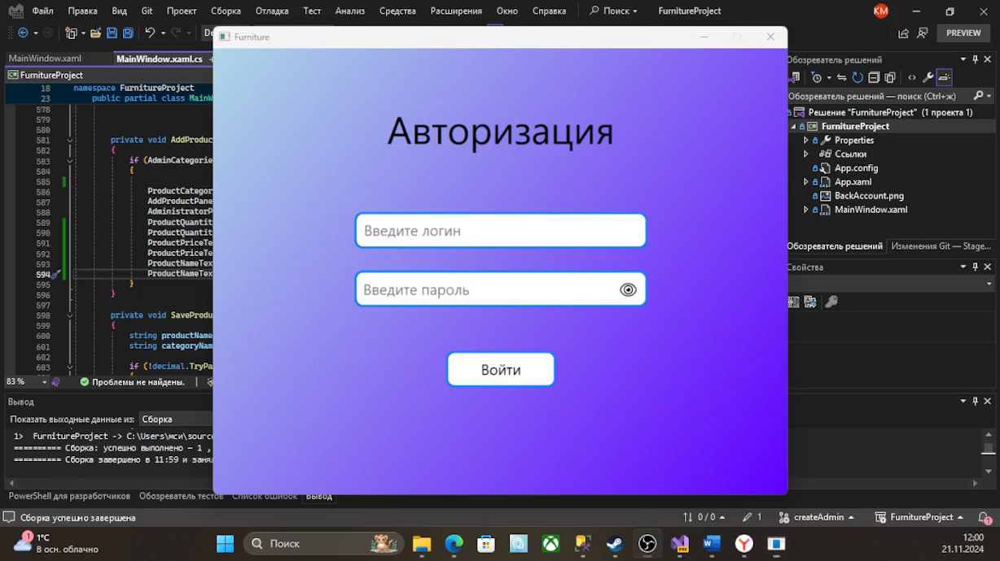 Файл Правка Вид Git Проект Сборка Отладка Тест Анализ Средства Расширения Окно Справка Поиск FurnitureProject KM
PREVIEW
MainWindow.xaml MainWindow.xaml.cs
Furniture
FurnitureProject
18 namespace FurnitureProject
23 public partial class MainW
578
579
580
581 private void AddProduc
582 {
583 if (AdminCategorie
584 {
585
586 ProductCategor
587 AddProductPane
588 AdministratorP
589 ProductQuantit
590 ProductQuantit
591 ProductPriceTe
592 ProductPriceTe
593 ProductNameTex
594 ProductNameTex
595 }
596 }
597
598 private void SaveProdu
599 {
600 string productName
601 string categoryNam
602
603 if (!decimal.TryPa
83 % Проблемы не найдены.
Авторизация
Введите логин
Введите пароль
Войти
Обозреватель решений
Обозреватель решений — поиск (Ctrl+ж)
Решение "FurnitureProject" (1 проекта 1)
FurnitureProject
Properties
Ссылки
App.config
App.xaml
BackAccount.png
MainWindow.xaml
Обозреватель решений Изменения Git — Stage...
Свойства
Вывод
Показать выходные данные из: Сборка
1> FurnitureProject -> C:\Users\мси\source
========== Сборка: успешно выполнено – 1 ,
========== Сборка завершено в 11:59 и заня
PowerShell для разработчиков Обозреватель тестов Список ошибок Вывод
Сборка успешно завершена 0 / 0 1 createAdmin FurnitureProject 1
1 1°C
В осн. облачно
Поиск
12:00
21.11.2024